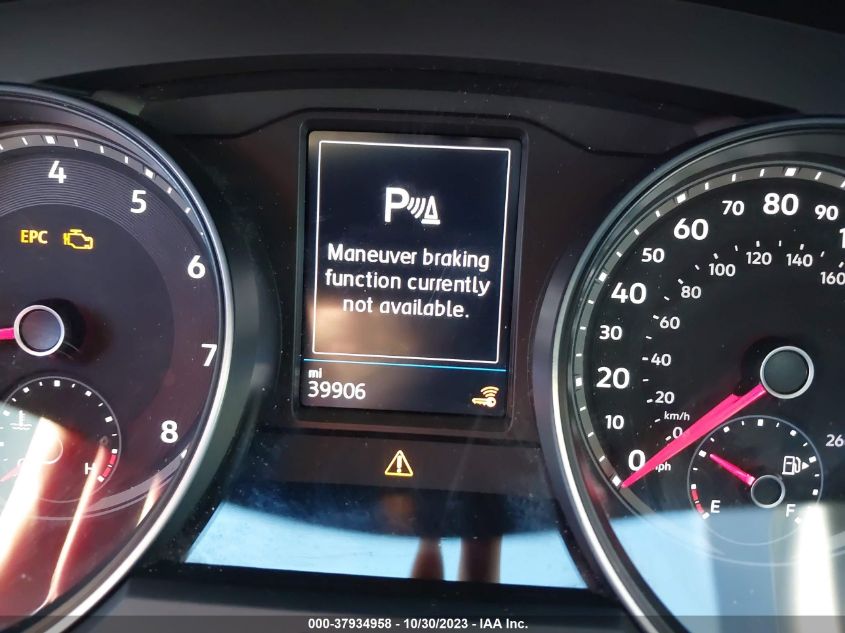 4
5
6
7
8
EPC
H
P
Maneuver braking
function currently
not available.
mi
39906
0
10
20
30
40
50
60
70
80
90
1
0
20
40
60
80
100
120
140
160
260
km/h
mph
E
F
000-37934958 - 10/30/2023 - © IAA Inc.